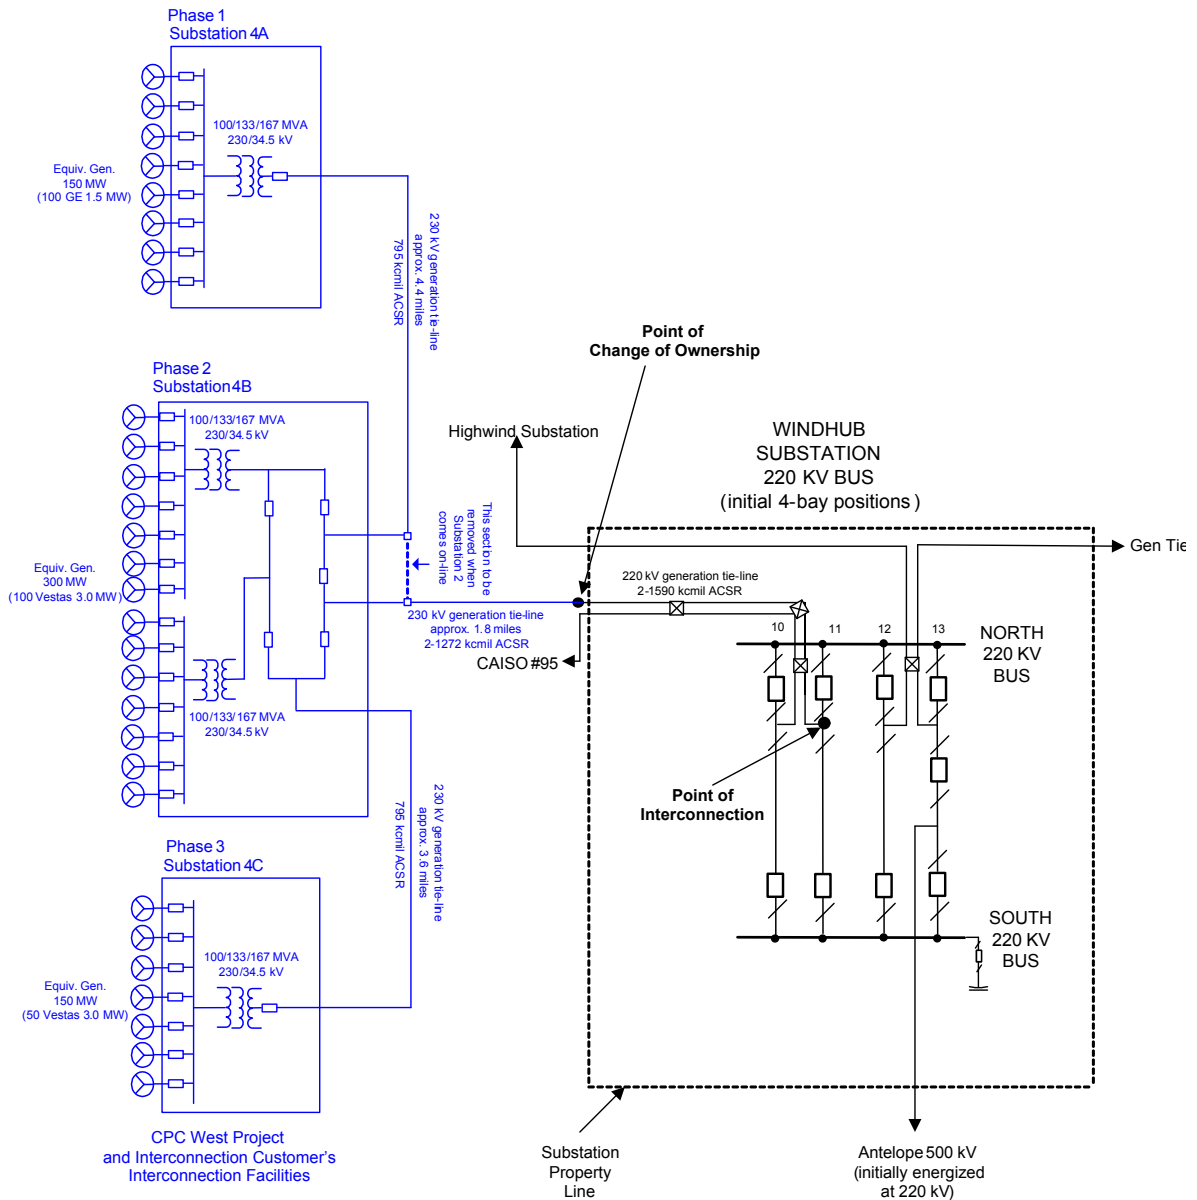 Phase 1
Substation 4A
100/133/167 MVA
230/34.5 kV
Equiv. Gen.
150 MW
(100 GE 1.5 MW)
230 kV generation tie-line
approx. 4.4 miles
795 kcmil ACSR
Phase 2
Substation 4B
100/133/167 MVA
230/34.5 kV
Equiv. Gen.
300 MW
(100 Vestas 3.0 MW)
100/133/167 MVA
230/34.5 kV
This section to be
removed when
Substation 2
comes on-line
230 kV generation tie-line
approx. 1.8 miles
2-1272 kcmil ACSR
230 kV generation tie-line
approx. 3.6 miles
795 kcmil ACSR
Phase 3
Substation 4C
100/133/167 MVA
230/34.5 kV
Equiv. Gen.
150 MW
(50 Vestas 3.0 MW)
CPC West Project
and Interconnection Customer's
Interconnection Facilities
Point of
Change of Ownership
Highwind Substation
WINDHUB
SUBSTATION
220 KV BUS
(initial 4-bay positions )
Gen Tie
220 kV generation tie-line
2-1590 kcmil ACSR
CAISO #95
10
11
12
13
NORTH
220 KV
BUS
Point of
Interconnection
SOUTH
220 KV
BUS
Substation
Property
Line
Antelope 500 kV
(initially energized
at 220 kV)